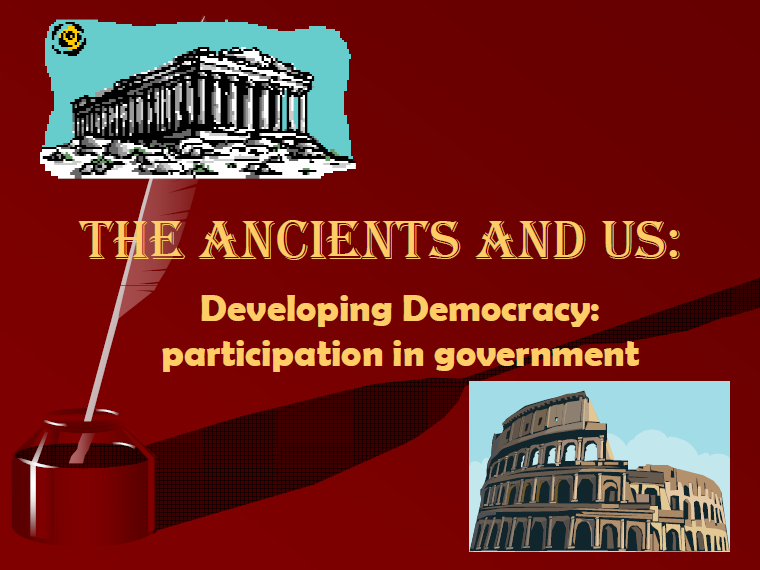 THE ANCIENTS AND US:
Developing Democracy:
participation in government